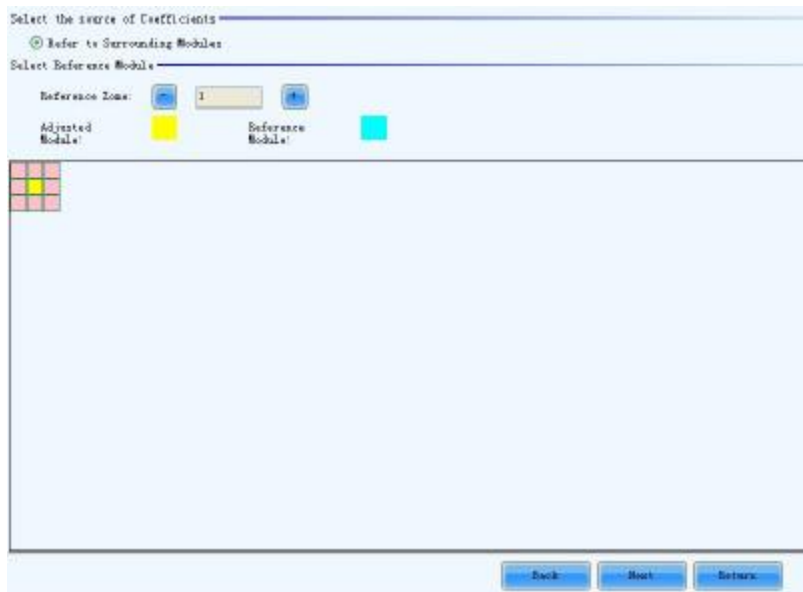 Select the source of Coefficients
Refer to Surrounding Modules
Select Reference Module
Reference Zone: - 1 +
Adjusted Module: Reference Module:
Back Next Return